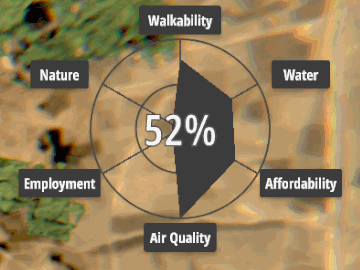 Walkability
Nature
Water
52%
Employment
Affordability
Air Quality